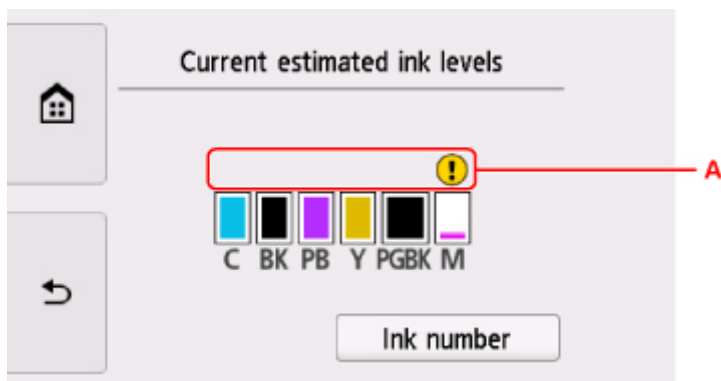 Current estimated ink levels
A
C BK PB Y PGBK M
Ink number